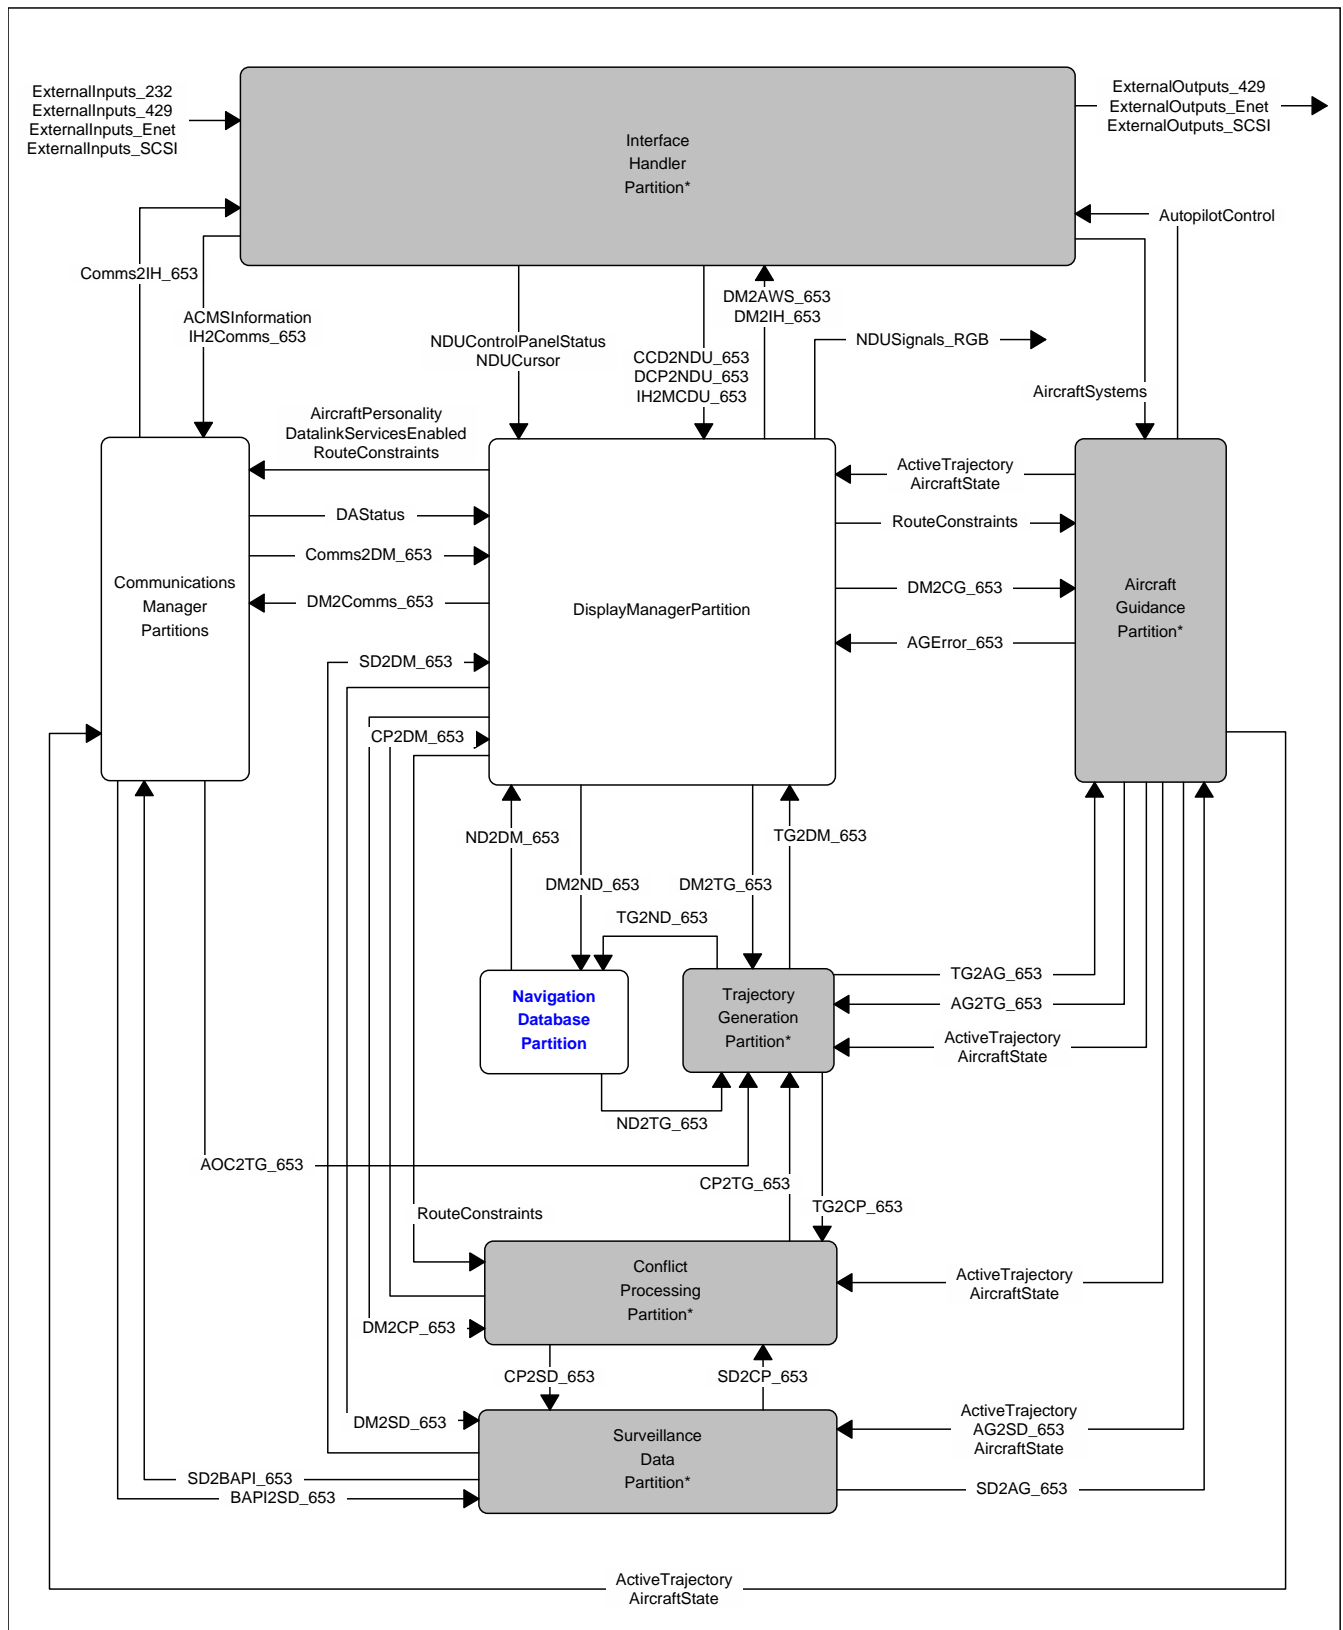 ExternalInputs_232
ExternalInputs_429
ExternalInputs_Enet
ExternalInputs_SCSI
Interface
Handler
Partition*
ExternalOutputs_429
ExternalOutputs_Enet
ExternalOutputs_SCSI
AutopilotControl
Comms2IH_653
ACMSInformation
IH2Comms_653
NDUControlPanelStatus
NDUCursor
CCD2NDU_653
DCP2NDU_653
IH2MCDU_653
DM2AWS_653
DM2IH_653
NDUSignals_RGB
AircraftSystems
AircraftPersonality
DatalinkServicesEnabled
RouteConstraints
DAStatus
Comms2DM_653
DM2Comms_653
SD2DM_653
CP2DM_653
Communications
Manager
Partitions
DisplayManagerPartition
ActiveTrajectory
AircraftState
RouteConstraints
DM2CG_653
AGError_653
Aircraft
Guidance
Partition*
ND2DM_653
DM2ND_653
DM2TG_653
TG2DM_653
TG2ND_653
Navigation
Database
Partition
Trajectory
Generation
Partition*
TG2AG_653
AG2TG_653
ActiveTrajectory
AircraftState
ND2TG_653
AOC2TG_653
CP2TG_653
TG2CP_653
RouteConstraints
Conflict
Processing
Partition*
ActiveTrajectory
AircraftState
DM2CP_653
CP2SD_653
SD2CP_653
DM2SD_653
Surveillance
Data
Partition*
ActiveTrajectory
AG2SD_653
AircraftState
SD2BAPI_653
BAPI2SD_653
SD2AG_653
ActiveTrajectory
AircraftState